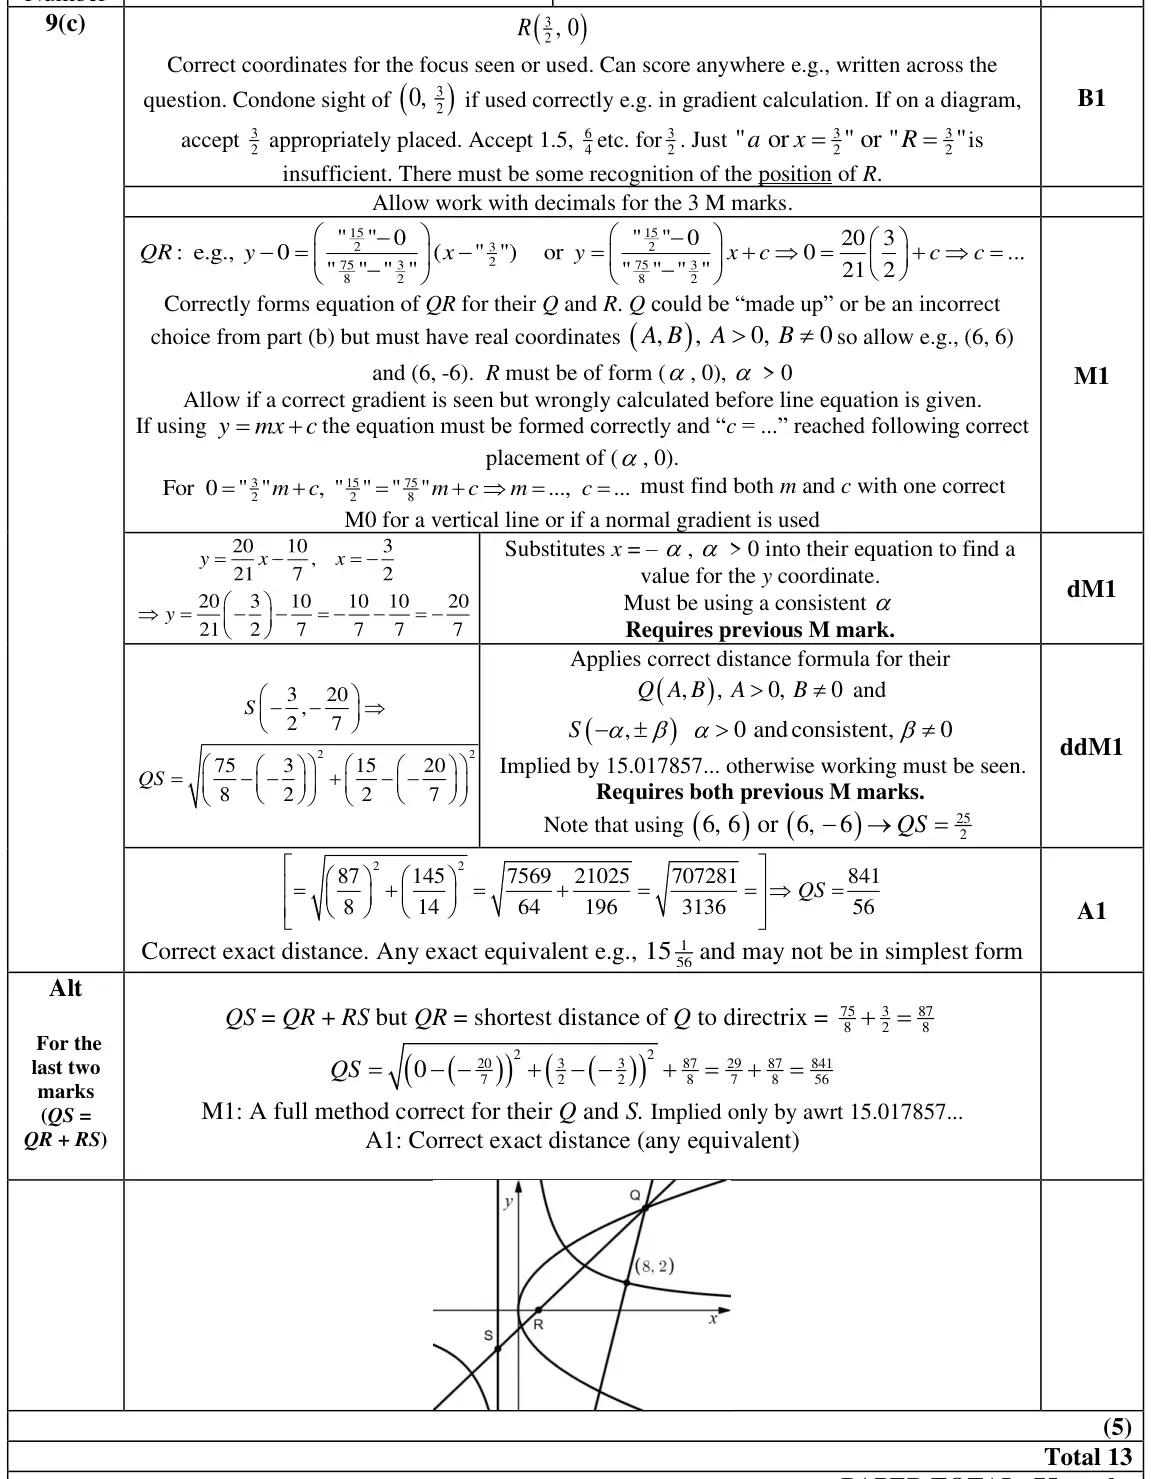 9(c)
R(3/2, 0)
Correct coordinates for the focus seen or used. Can score anywhere e.g., written across the
question. Condone sight of (0, 3/2) if used correctly e.g. in gradient calculation. If on a diagram,
accept 3/2 appropriately placed. Accept 1.5, 6/4 etc. for 3/2 . Just "a or x = 3/2" or "R = 3/2" is
insufficient. There must be some recognition of the position of R.
B1
Allow work with decimals for the 3 M marks.
QR : e.g., y − 0 = (("15/2" − 0)/("75/8" − "3/2"))(x − "3/2") or y = (("15/2" − 0)/("75/8" − "3/2"))x + c ⇒ 0 = 20/21(3/2) + c ⇒ c = ...
Correctly forms equation of QR for their Q and R. Q could be “made up” or be an incorrect
choice from part (b) but must have real coordinates (A, B), A > 0, B ≠ 0 so allow e.g., (6, 6)
and (6, -6). R must be of form (α , 0), α > 0
Allow if a correct gradient is seen but wrongly calculated before line equation is given.
If using y = mx + c the equation must be formed correctly and “c = ...” reached following correct
placement of (α , 0).
For 0 = "3/2"m + c, "15/2" = "75/8"m + c ⇒ m = ..., c = ... must find both m and c with one correct
M0 for a vertical line or if a normal gradient is used
M1
y = 20/21 x − 10/7, x = −3/2
⇒ y = 20/21(−3/2) − 10/7 = −10/7 − 10/7 = −20/7
Substitutes x = – α , α > 0 into their equation to find a
value for the y coordinate.
Must be using a consistent α
Requires previous M mark.
dM1
S(−3/2, −20/7) ⇒
QS = √((75/8 − (−3/2))² + (15/2 − (−20/7))²)
Applies correct distance formula for their
Q(A, B), A > 0, B ≠ 0 and
S(−α, ± β) α > 0 and consistent, β ≠ 0
Implied by 15.017857... otherwise working must be seen.
Requires both previous M marks.
Note that using (6, 6) or (6, − 6) → QS = 25/2
ddM1
[= √((87/8)² + (145/14)²) = √(7569/64 + 21025/196) = √(707281/3136) =] ⇒ QS = 841/56
Correct exact distance. Any exact equivalent e.g., 15 1/56 and may not be in simplest form
A1
Alt
For the
last two
marks
(QS =
QR + RS)
QS = QR + RS but QR = shortest distance of Q to directrix = 75/8 + 3/2 = 87/8
QS = √((0 − (−20/7))² + (3/2 − (−3/2))²) + 87/8 = 29/7 + 87/8 = 841/56
M1: A full method correct for their Q and S. Implied only by awrt 15.017857...
A1: Correct exact distance (any equivalent)
y
Q
(8, 2)
x
R
S
(5)
Total 13